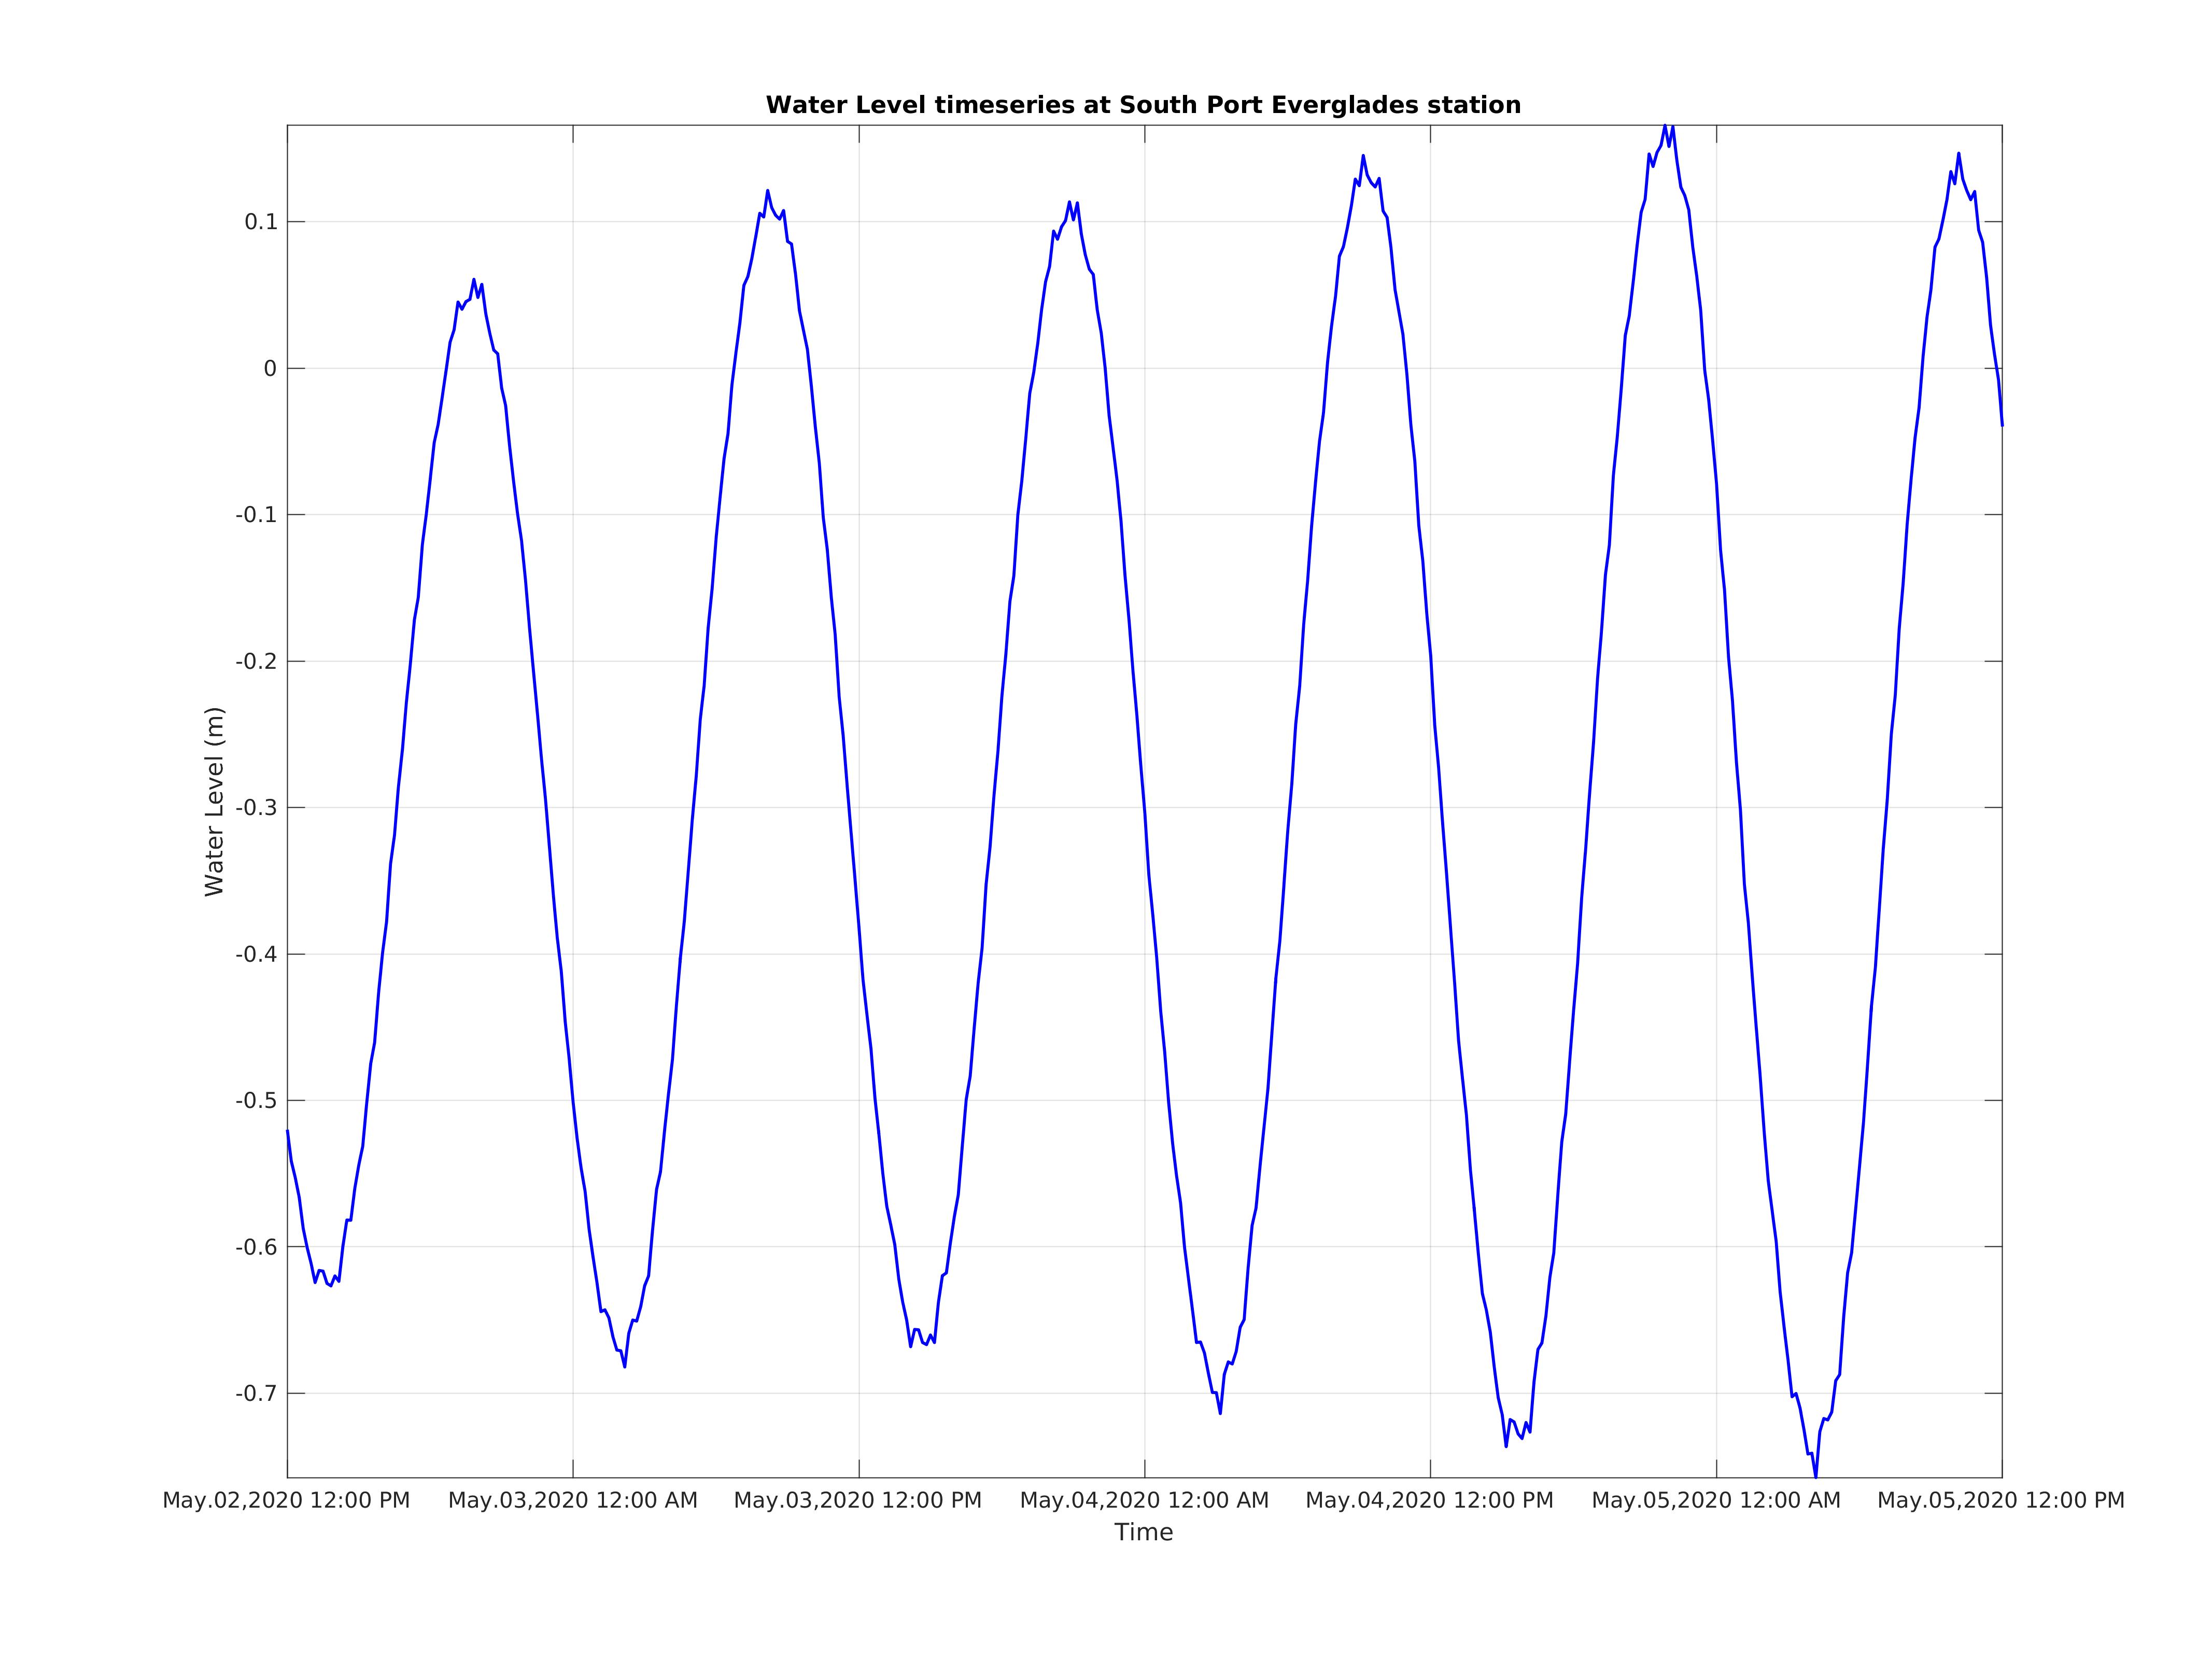 Water Level timeseries at South Port Everglades station
Water Level (m)
0.1
0
-0.1
-0.2
-0.3
-0.4
-0.5
-0.6
-0.7
May.02,2020 12:00 PM
May.03,2020 12:00 AM
May.03,2020 12:00 PM
May.04,2020 12:00 AM
May.04,2020 12:00 PM
May.05,2020 12:00 AM
May.05,2020 12:00 PM
Time